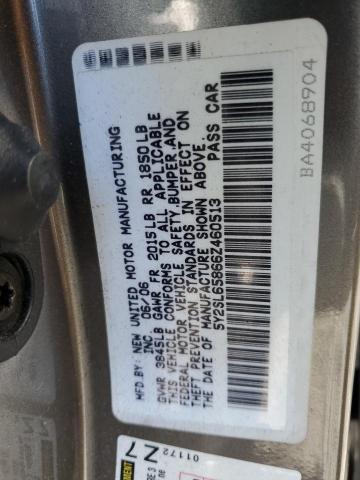 MFD.BY: NEW UNITED MOTOR MANUFACTURING
INC 06/06
GVWR 3845LB GAWR FR 2015LB RR 1850LB
THIS VEHICLE CONFORMS TO ALL APPLICABLE
FEDERAL MOTOR VEHICLE SAFETY,BUMPER,AND
THEFT PREVENTION STANDARDS IN EFFECT ON
THE DATE OF MANUFACTURE SHOWN ABOVE.
5Y2SL65866Z460513 PASS CAR
BA4068904
01172
Z7